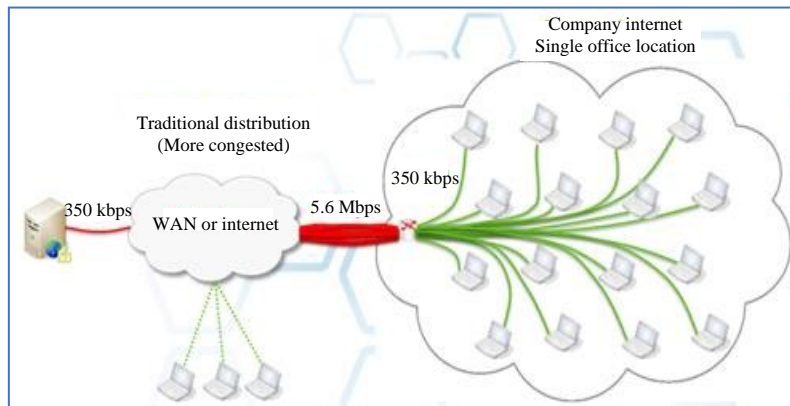 Company internet
Single office location
Traditional distribution
(More congested)
350 kbps
WAN or internet
5.6 Mbps
350 kbps